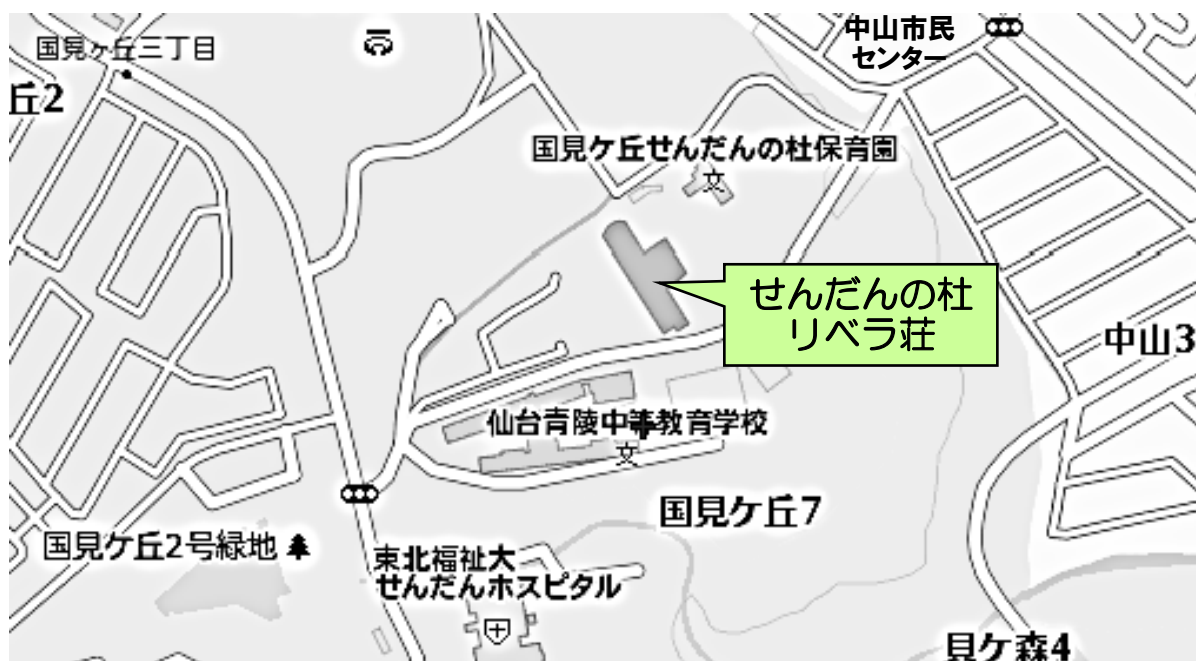 国見ヶ丘三丁目
中山市民
センター
丘2
国見ケ丘せんだんの杜保育園
文
せんだんの杜
リベラ荘
中山3
仙台青陵中等教育学校
文
国見ケ丘7
国見ケ丘2号緑地
東北福祉大
せんだんホスピタル
見ケ森4